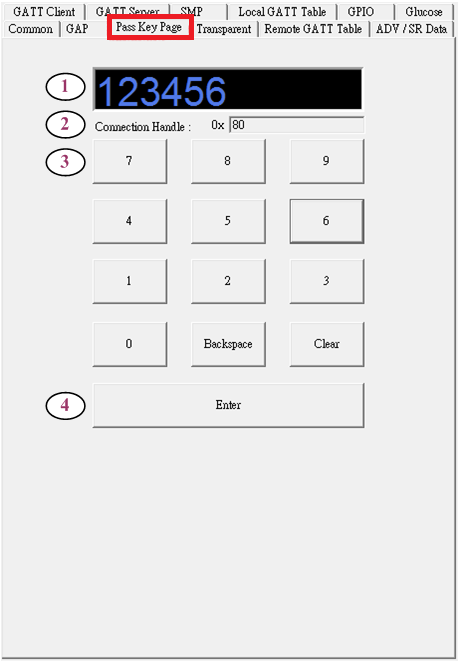 GATT Client GATT Server SMP Local GATT Table GPIO Glucose
Common GAP Pass Key Page Transparent Remote GATT Table ADV / SR Data
1 123456
2 Connection Handle : 0x 80
3 7 8 9
4 5 6
1 2 3
0 Backspace Clear
4 Enter